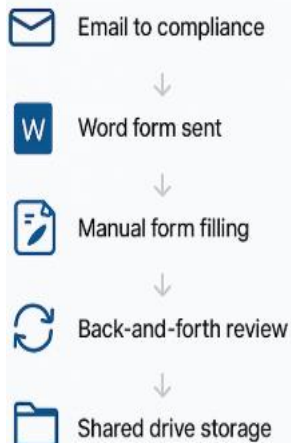 Email to compliance
W Word form sent
Manual form filling
Back-and-forth review
Shared drive storage